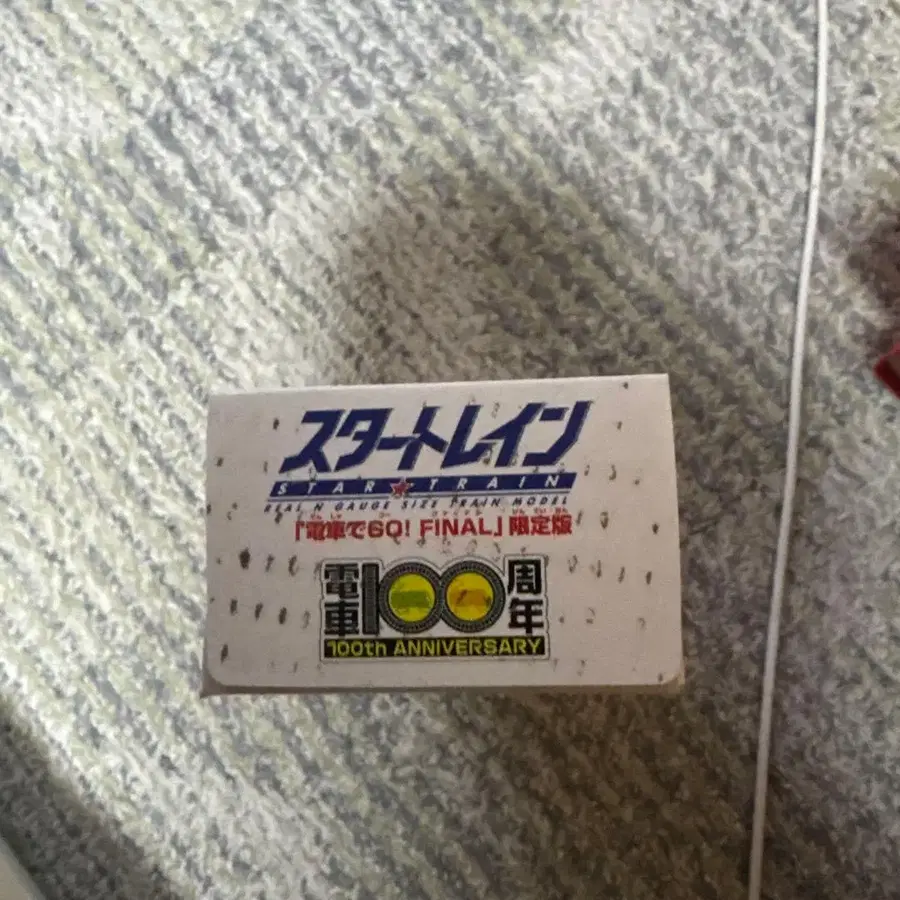 スタートレイン
STAR★TRAIN
REAL N GAUGE SIZE TRAIN MODEL
「電車でGO! FINAL」限定版
電車100周年
100th ANNIVERSARY